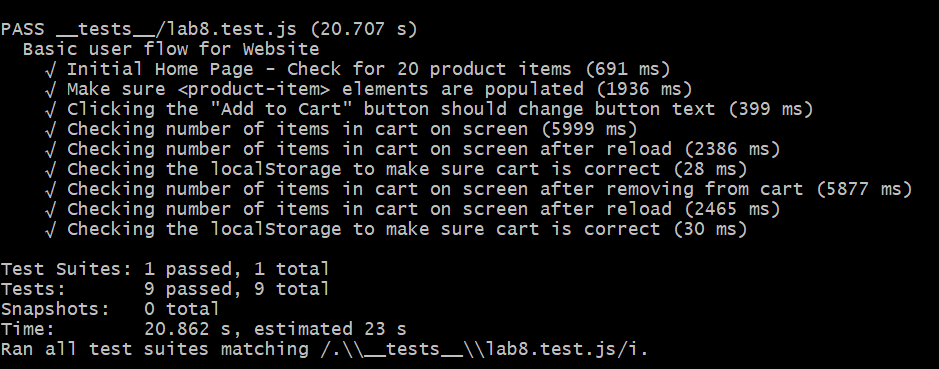 PASS __tests__/lab8.test.js (20.707 s)
  Basic user flow for Website
    √ Initial Home Page - Check for 20 product items (691 ms)
    √ Make sure <product-item> elements are populated (1936 ms)
    √ Clicking the "Add to Cart" button should change button text (399 ms)
    √ Checking number of items in cart on screen (5999 ms)
    √ Checking number of items in cart on screen after reload (2386 ms)
    √ Checking the localStorage to make sure cart is correct (28 ms)
    √ Checking number of items in cart on screen after removing from cart (5877 ms)
    √ Checking number of items in cart on screen after reload (2465 ms)
    √ Checking the localStorage to make sure cart is correct (30 ms)

Test Suites: 1 passed, 1 total
Tests:       9 passed, 9 total
Snapshots:   0 total
Time:        20.862 s, estimated 23 s
Ran all test suites matching /.\\__tests__\\lab8.test.js/i.